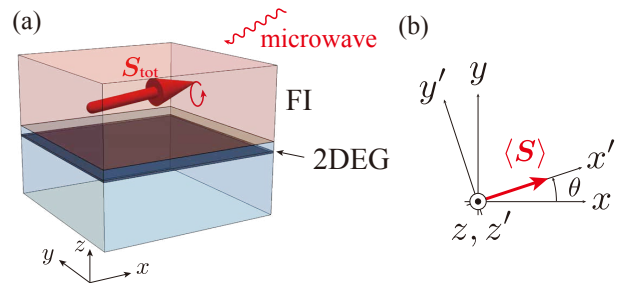 (a)
microwave
S_tot
FI
2DEG
z
y
x
(b)
y
y′
⟨S⟩
x′
θ
x
z, z′